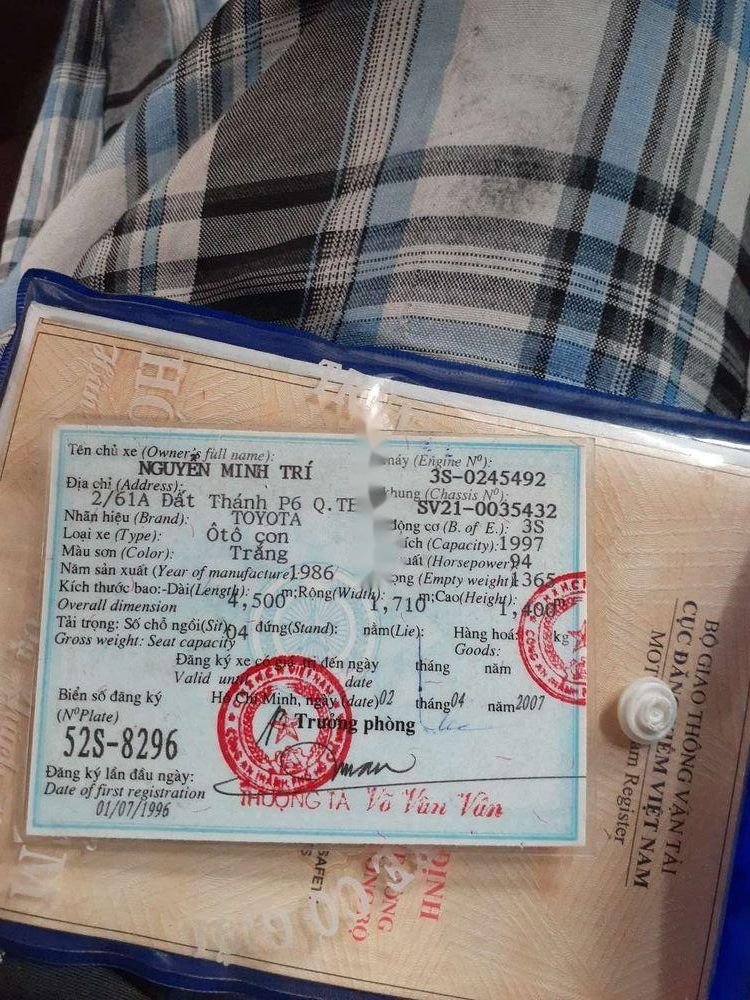 Tên chủ xe (Owner's full name):
NGUYỄN MINH TRÍ
Địa chỉ (Address):
2/61A Đất Thánh P6 Q.TB
Nhãn hiệu (Brand): TOYOTA
Loại xe (Type): Ôtô con
Màu sơn (Color): Trắng
Năm sản xuất (Year of manufacture) 1986
Kích thước bao:-Dài(Length): 4,500 m;Rộng(Width): 1,710 m;Cao(Height): 1,400 m
Overall dimension
Tải trọng: Số chỗ ngồi(Sit) 04 đứng(Stand): nằm(Lie): Hàng hoá: kg
Gross weight: Seat capacity Goods:
máy (Engine Nº):
3S-0245492
khung (Chassis Nº):
SV21-0035432
động cơ (B. of E.): 3S
tích (Capacity): 1997
(Horsepower) 94
(Empty weight) 1365
Đăng ký xe có giá trị đến ngày tháng năm
Valid until date
Hồ Chí Minh, ngày (date) 02 tháng 04 năm 2007
Trưởng phòng
Biển số đăng ký
(NºPlate)
52S-8296
Đăng ký lần đầu ngày:
Date of first registration
01/07/1996
THƯỢNG TÁ Võ Văn Vân
BỘ GIAO THÔNG VẬN TẢI
CỤC ĐĂNG KIỂM VIỆT NAM
Register
ĐỊNH